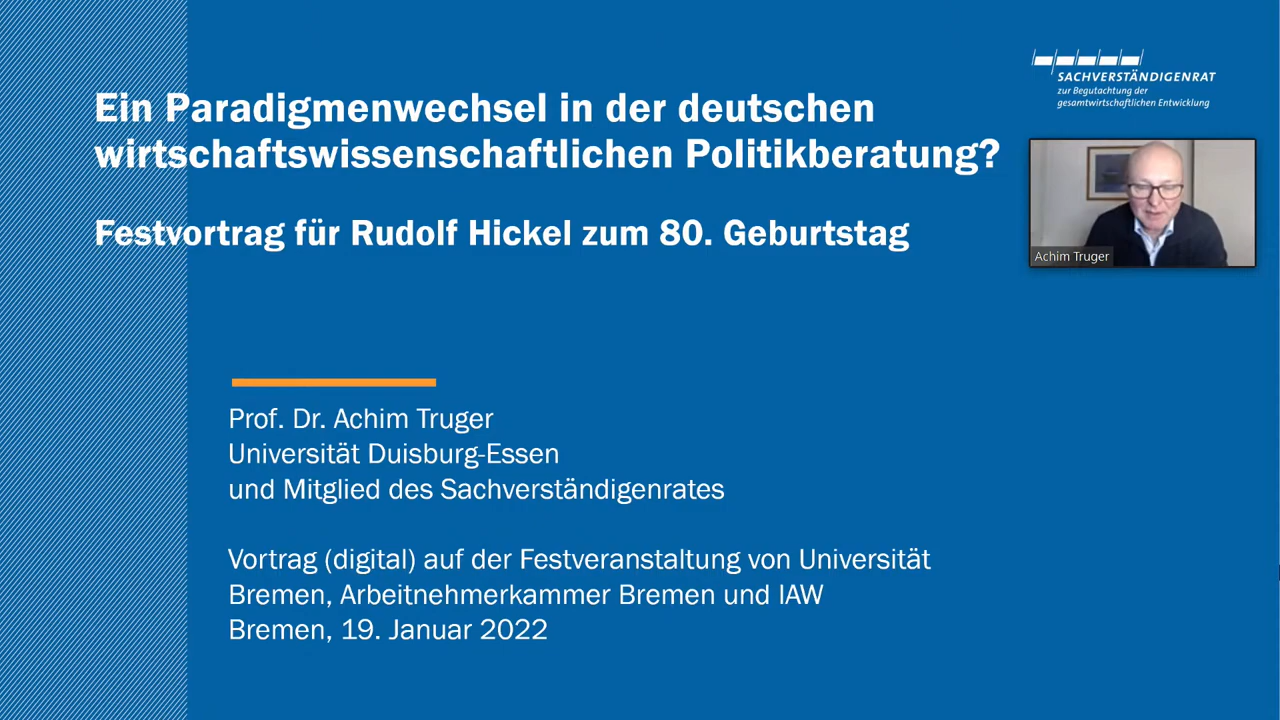 SACHVERSTÄNDIGENRAT
zur Begutachtung der
gesamtwirtschaftlichen Entwicklung
Ein Paradigmenwechsel in der deutschen
wirtschaftswissenschaftlichen Politikberatung?
Festvortrag für Rudolf Hickel zum 80. Geburtstag
Achim Truger
Prof. Dr. Achim Truger
Universität Duisburg-Essen
und Mitglied des Sachverständigenrates
Vortrag (digital) auf der Festveranstaltung von Universität
Bremen, Arbeitnehmerkammer Bremen und IAW
Bremen, 19. Januar 2022